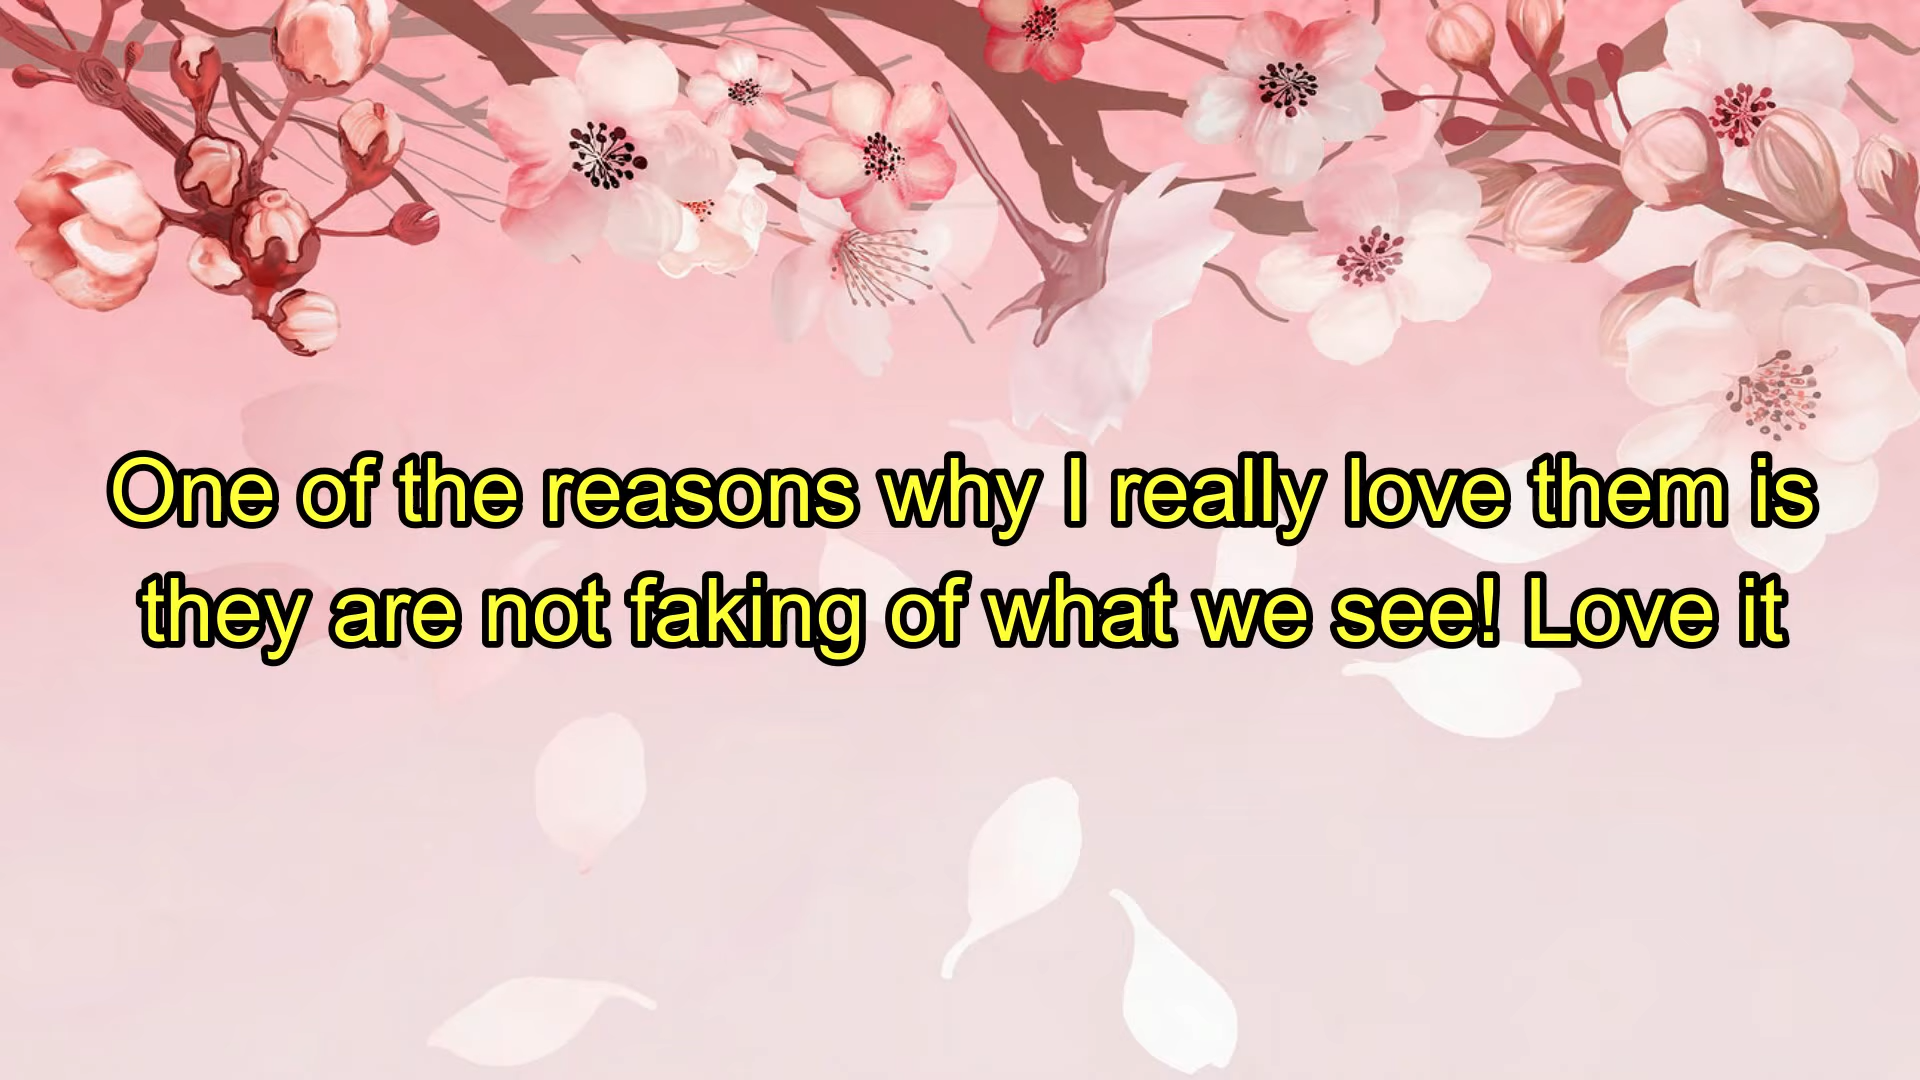 One of the reasons why I really love them is
they are not faking of what we see! Love it